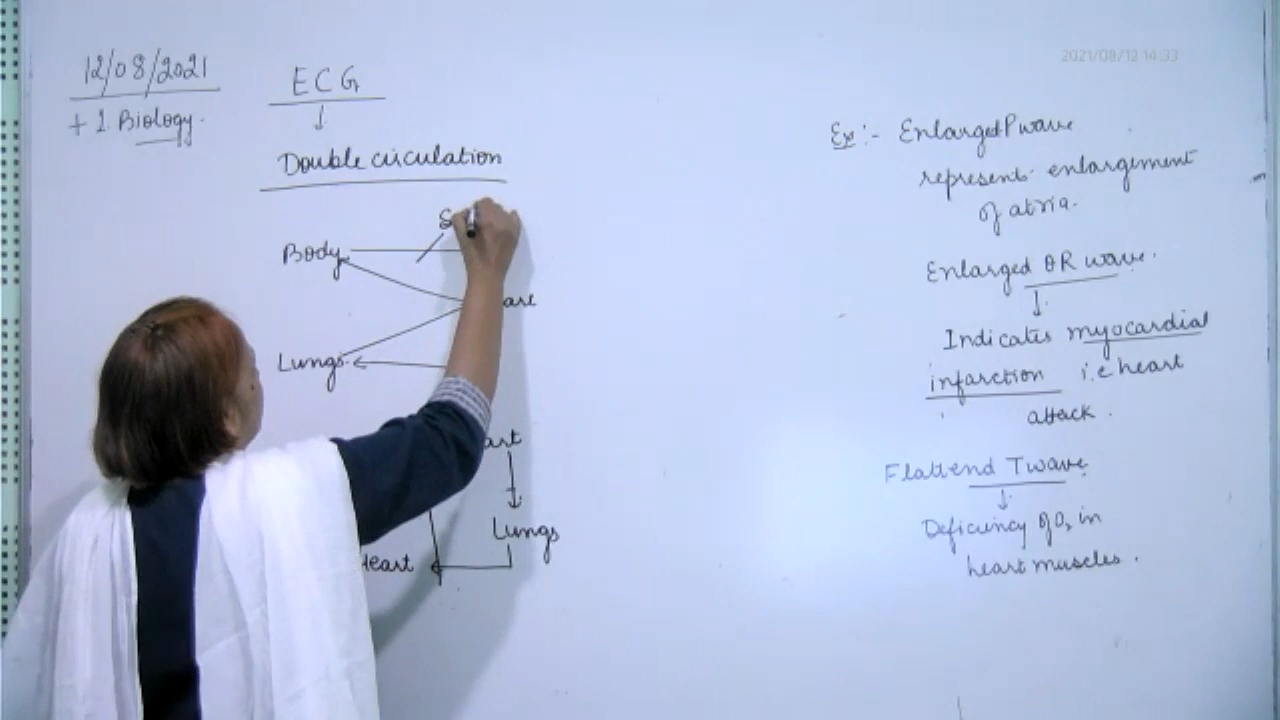 2021/08/12 14:33
12/08/2021
+1 Biology.
ECG
Double circulation
Body
Lungs
Lungs
Heart
Ex:- Enlarged P wave
represent enlargement
of atria.
Enlarged QR wave.
Indicates myocardial
infarction i.e heart
attack.
Flattend T wave
Deficiency of O₂ in
heart muscles.